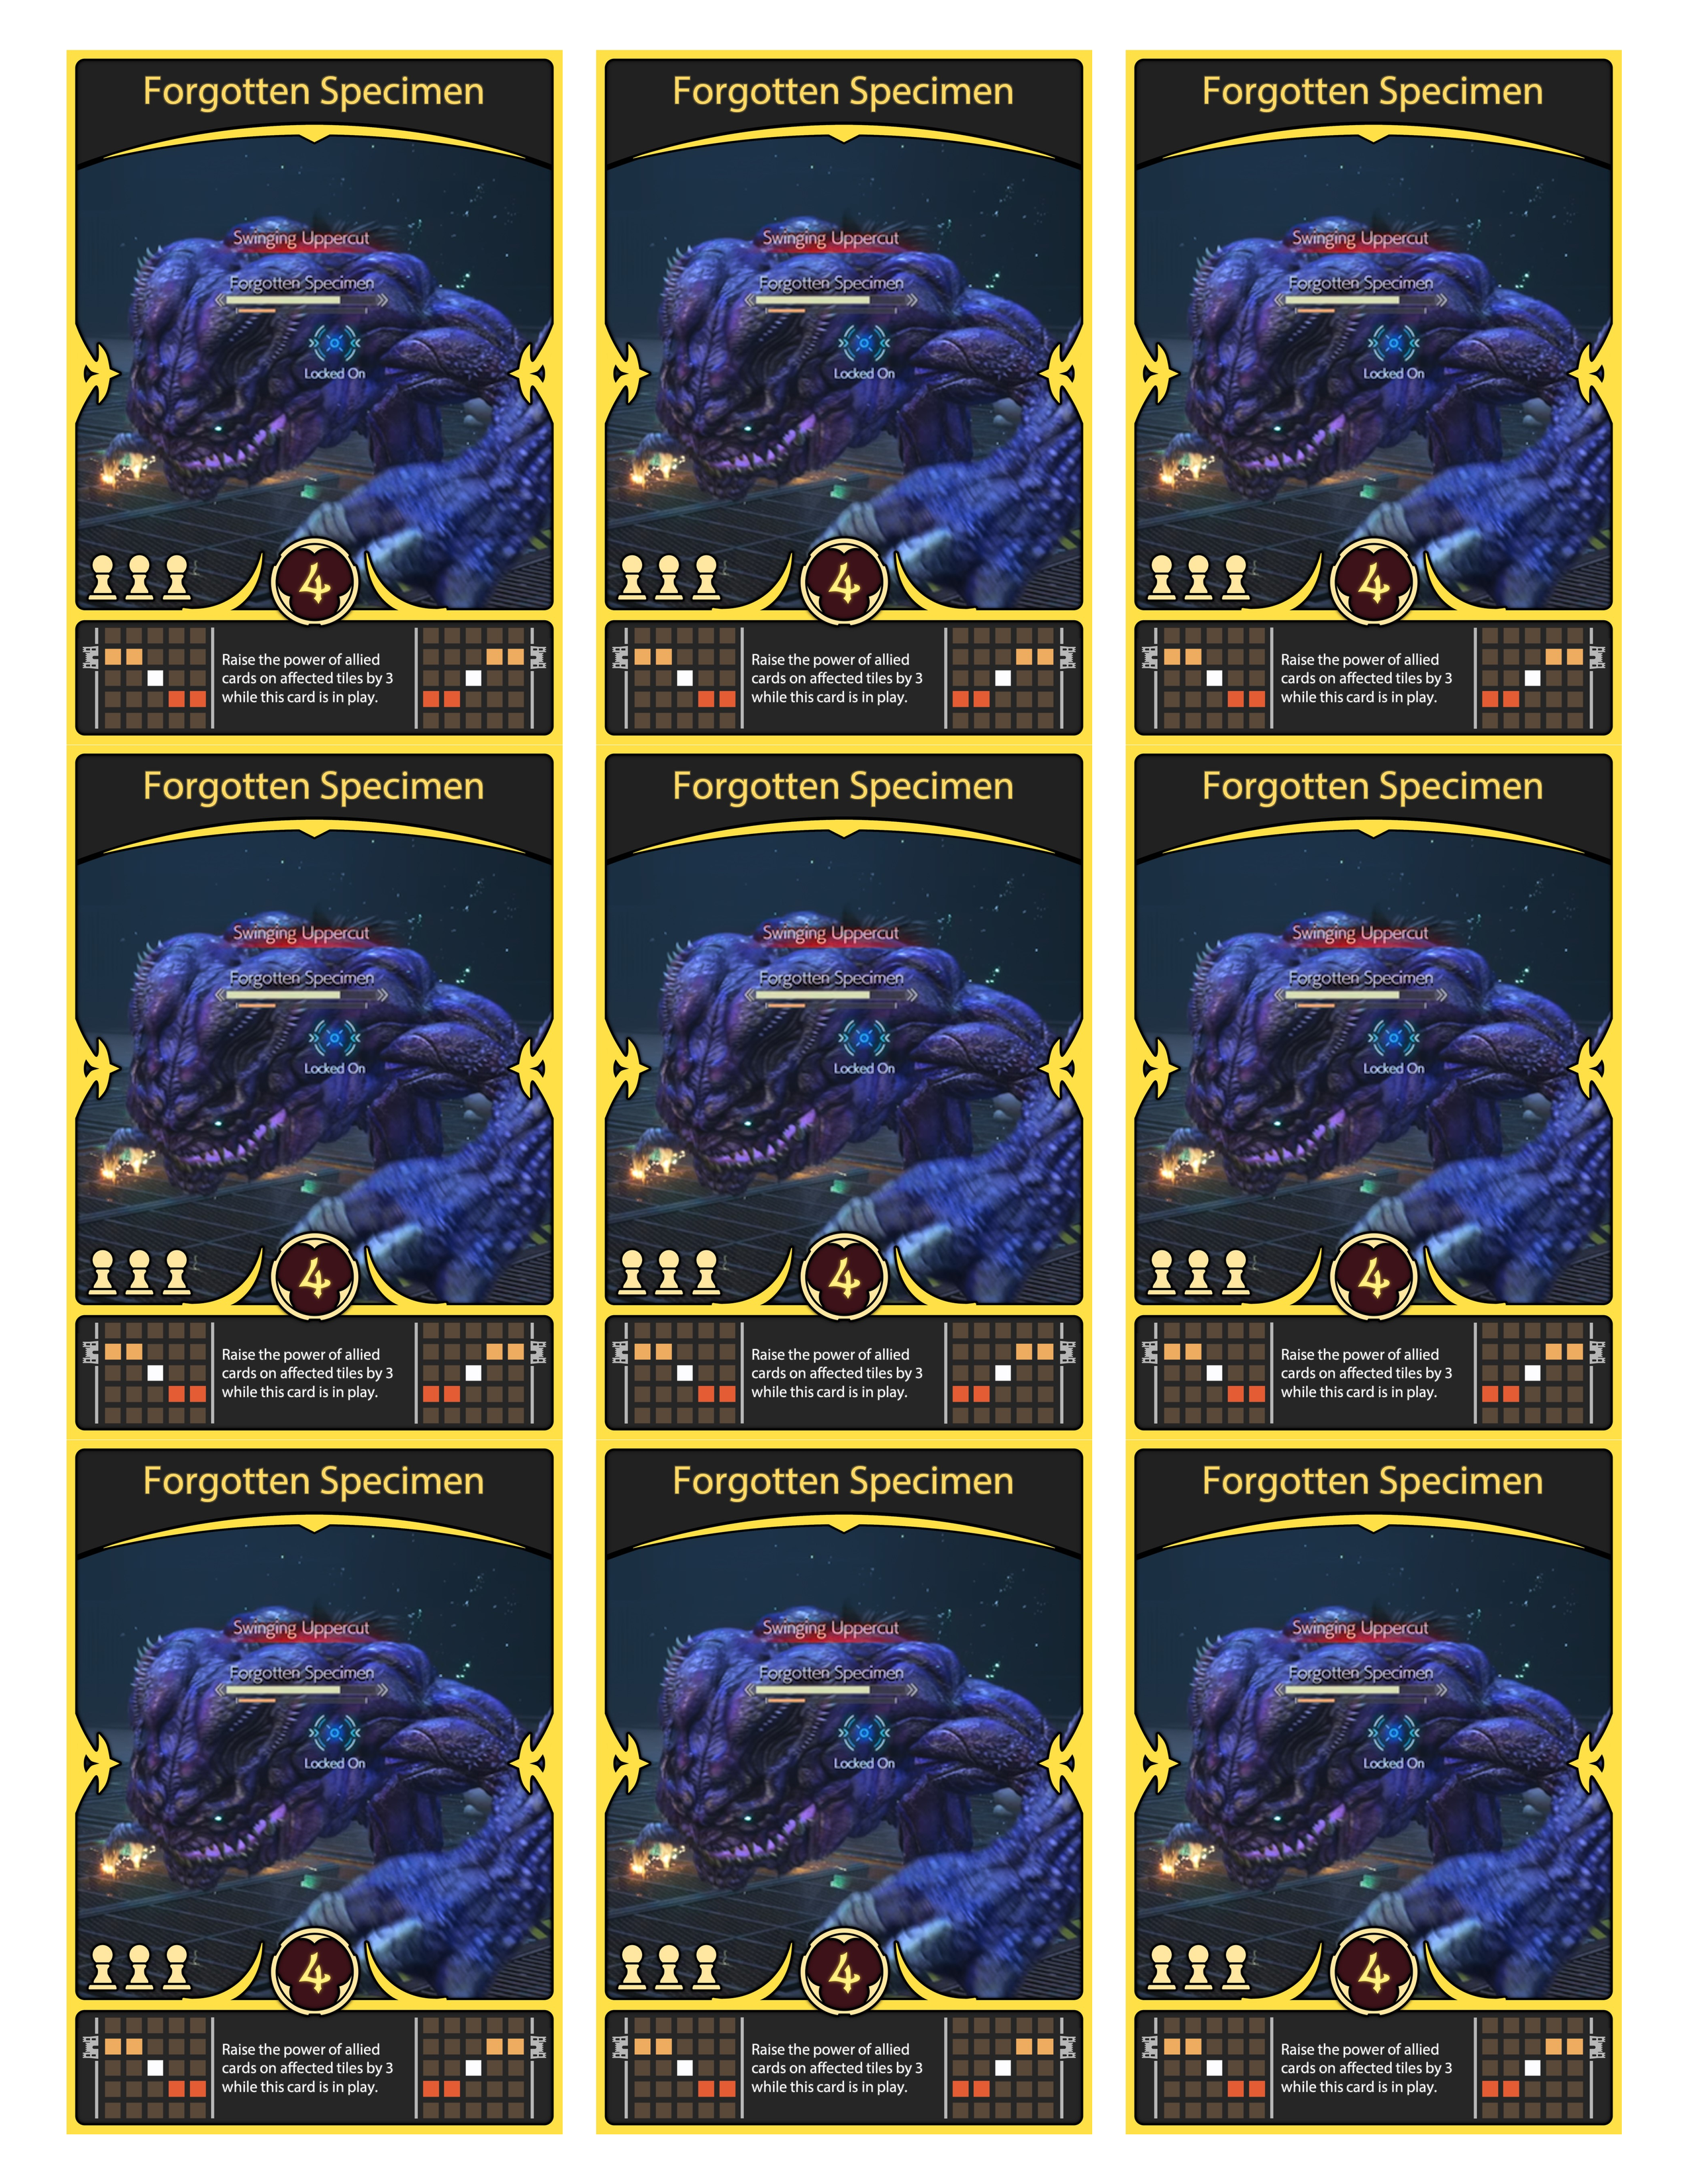 Forgotten Specimen
Swinging Uppercut
Forgotten Specimen
Locked On
4
Raise the power of allied
cards on affected tiles by 3
while this card is in play.
Forgotten Specimen
Swinging Uppercut
Forgotten Specimen
Locked On
4
Raise the power of allied
cards on affected tiles by 3
while this card is in play.
Forgotten Specimen
Swinging Uppercut
Forgotten Specimen
Locked On
4
Raise the power of allied
cards on affected tiles by 3
while this card is in play.
Forgotten Specimen
Swinging Uppercut
Forgotten Specimen
Locked On
4
Raise the power of allied
cards on affected tiles by 3
while this card is in play.
Forgotten Specimen
Swinging Uppercut
Forgotten Specimen
Locked On
4
Raise the power of allied
cards on affected tiles by 3
while this card is in play.
Forgotten Specimen
Swinging Uppercut
Forgotten Specimen
Locked On
4
Raise the power of allied
cards on affected tiles by 3
while this card is in play.
Forgotten Specimen
Swinging Uppercut
Forgotten Specimen
Locked On
4
Raise the power of allied
cards on affected tiles by 3
while this card is in play.
Forgotten Specimen
Swinging Uppercut
Forgotten Specimen
Locked On
4
Raise the power of allied
cards on affected tiles by 3
while this card is in play.
Forgotten Specimen
Swinging Uppercut
Forgotten Specimen
Locked On
4
Raise the power of allied
cards on affected tiles by 3
while this card is in play.